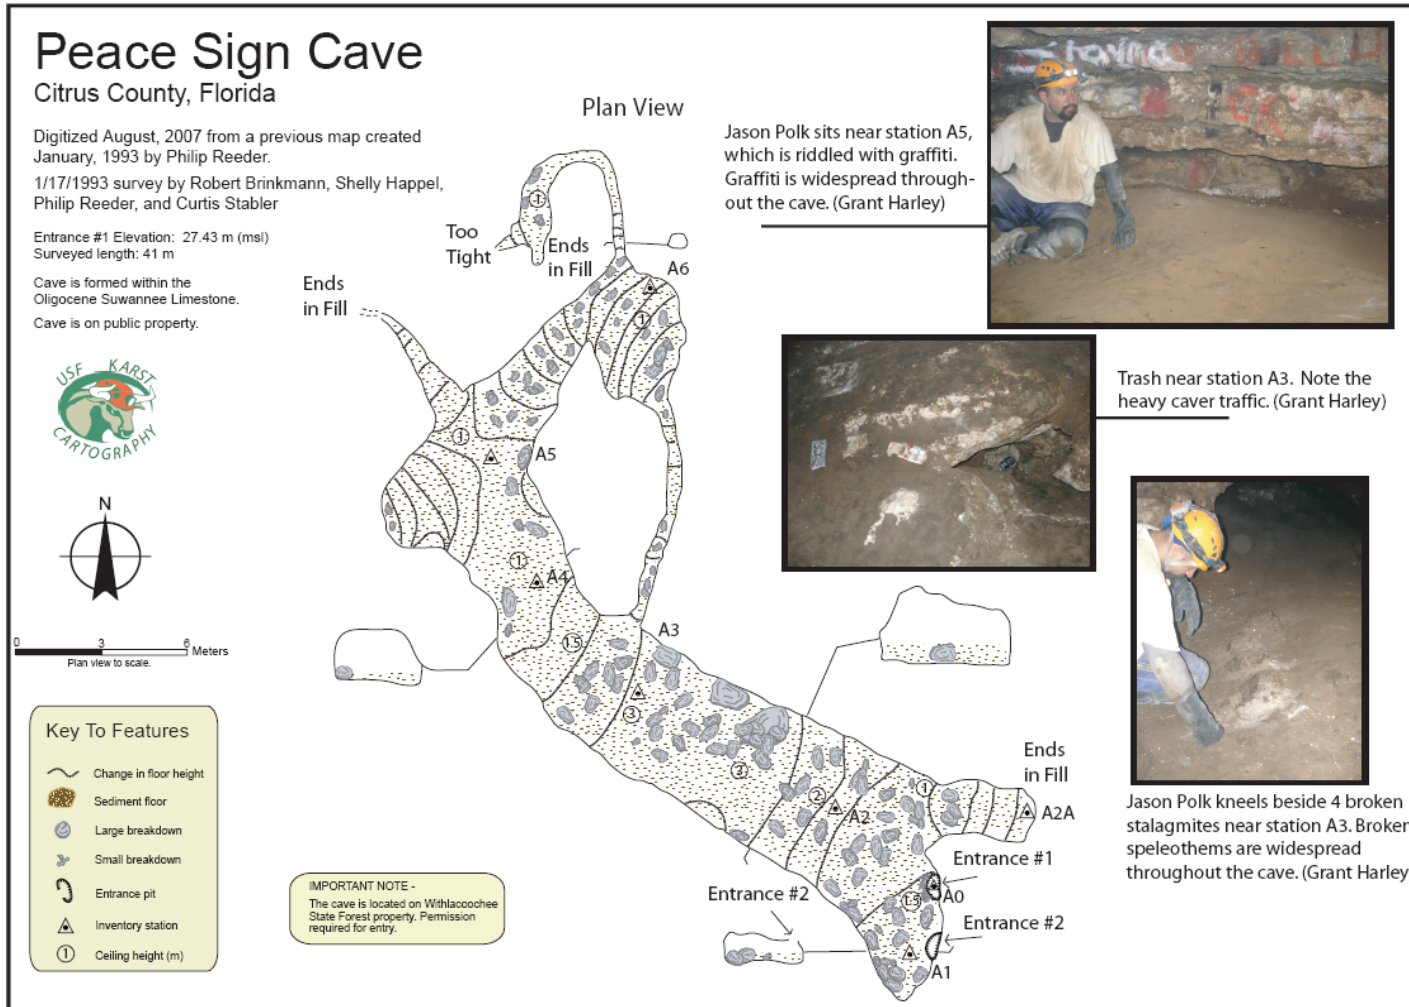 Peace Sign Cave
Citrus County, Florida
Digitized August, 2007 from a previous map created
January, 1993 by Philip Reeder.
1/17/1993 survey by Robert Brinkmann, Shelly Happel,
Philip Reeder, and Curtis Stabler
Entrance #1 Elevation: 27.43 m (msl)
Surveyed length: 41 m
Cave is formed within the
Oligocene Suwannee Limestone.
Cave is on public property.
USF KARST
CARTOGRAPHY
N
0 3 6 Meters
Plan view to scale.
Key To Features
Change in floor height
Sediment floor
Large breakdown
Small breakdown
Entrance pit
Inventory station
1 Ceiling height (m)
IMPORTANT NOTE -
The cave is located on Withlacoochee
State Forest property. Permission
required for entry.
Plan View
1
Too
Tight
Ends
in Fill
A6
1
Ends
in Fill
1
A5
1
A4
1.5
A3
3
3
2
A2
1
Ends
in Fill
A2A
Entrance #1
A0
1.5
Entrance #2
Entrance #2
A1
Jason Polk sits near station A5,
which is riddled with graffiti.
Graffiti is widespread through-
out the cave. (Grant Harley)
BILL
Trash near station A3. Note the
heavy caver traffic. (Grant Harley)
Jason Polk kneels beside 4 broken
stalagmites near station A3. Broken
speleothems are widespread
throughout the cave. (Grant Harley